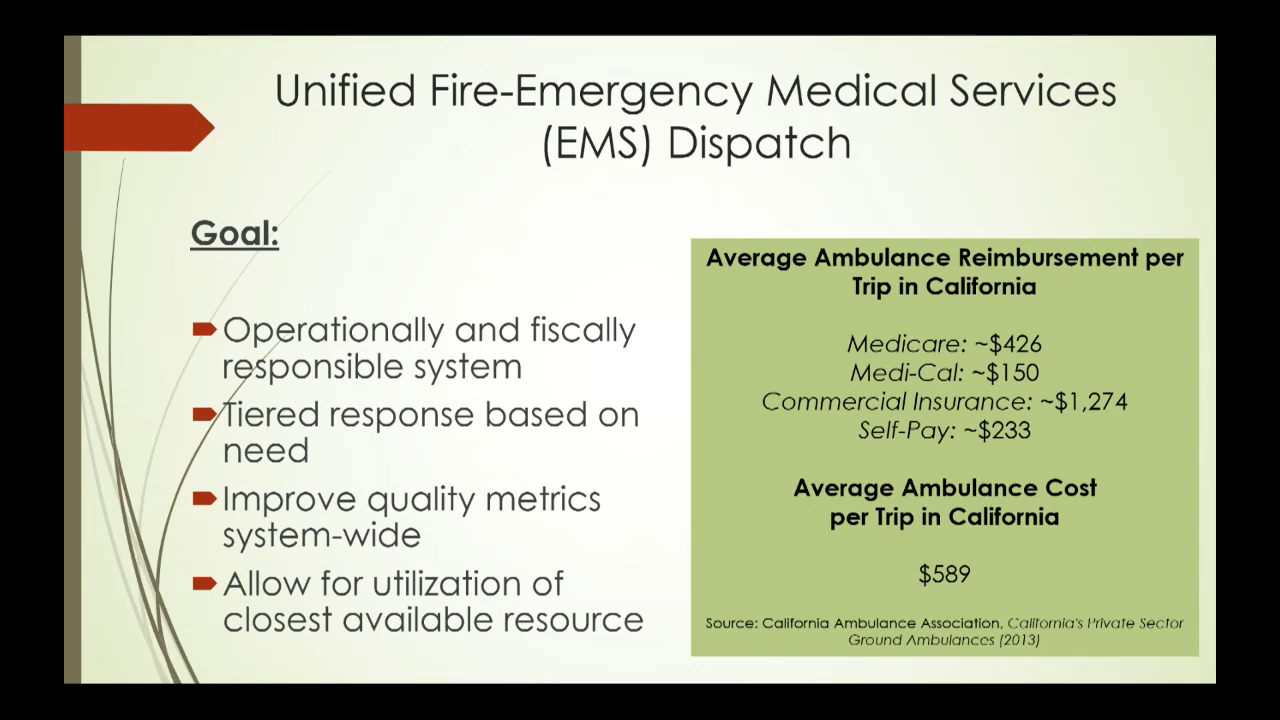 Unified Fire-Emergency Medical Services
(EMS) Dispatch
Goal:
Operationally and fiscally
responsible system
Tiered response based on
need
Improve quality metrics
system-wide
Allow for utilization of
closest available resource
Average Ambulance Reimbursement per
Trip in California
Medicare: ~$426
Medi-Cal: ~$150
Commercial Insurance: ~$1,274
Self-Pay: ~$233
Average Ambulance Cost
per Trip in California
$589
Source: California Ambulance Association, California's Private Sector
Ground Ambulances (2013)